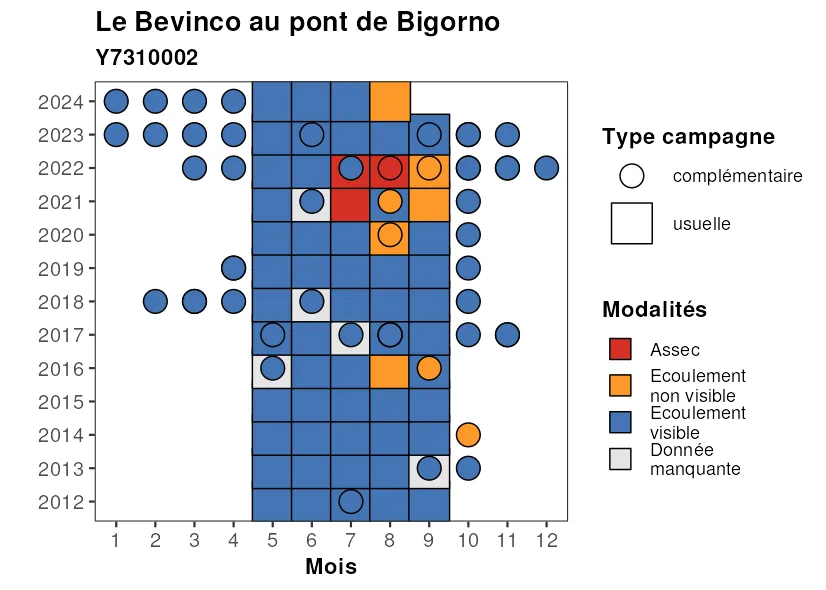 Le Bevinco au pont de Bigorno
Y7310002
2024
2023
2022
2021
2020
2019
2018
2017
2016
2015
2014
2013
2012
1 2 3 4 5 6 7 8 9 10 11 12
Mois
Type campagne
complémentaire
usuelle
Modalités
Assec
Ecoulement
non visible
Ecoulement
visible
Donnée
manquante